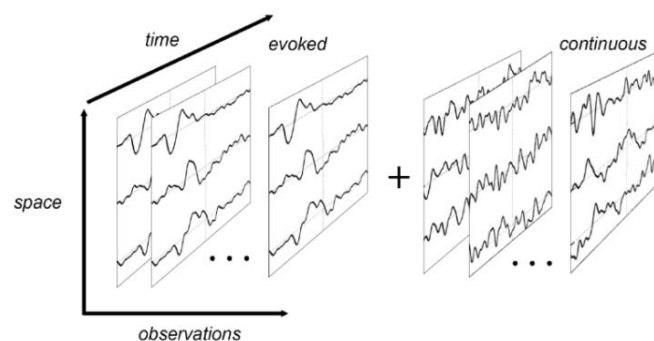 time
evoked
continuous
space
+
• • •
• • •
observations